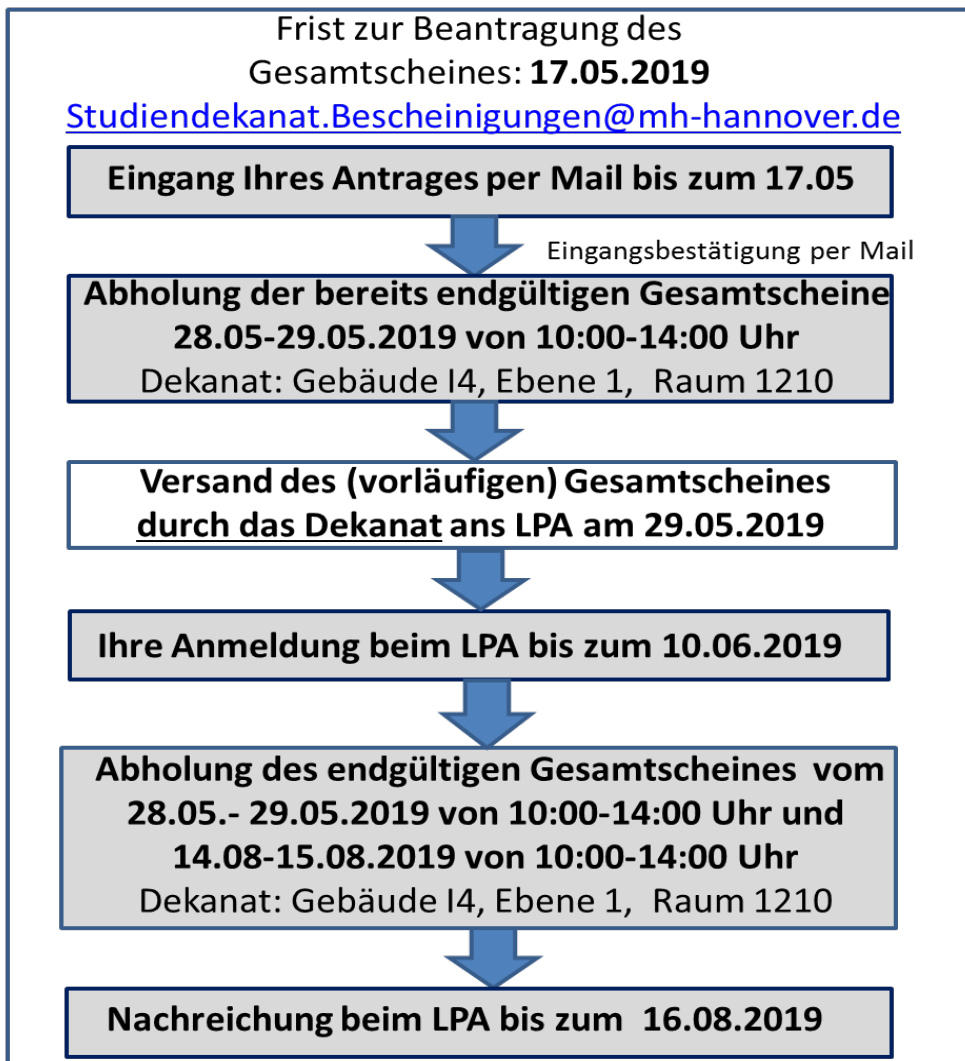 Frist zur Beantragung des
Gesamtscheines: 17.05.2019
Studiendekanat.Bescheinigungen@mh-hannover.de
Eingang Ihres Antrages per Mail bis zum 17.05
Eingangsbestätigung per Mail
Abholung der bereits endgültigen Gesamtscheine
28.05-29.05.2019 von 10:00-14:00 Uhr
Dekanat: Gebäude I4, Ebene 1, Raum 1210
Versand des (vorläufigen) Gesamtscheines
durch das Dekanat ans LPA am 29.05.2019
Ihre Anmeldung beim LPA bis zum 10.06.2019
Abholung des endgültigen Gesamtscheines vom
28.05.- 29.05.2019 von 10:00-14:00 Uhr und
14.08-15.08.2019 von 10:00-14:00 Uhr
Dekanat: Gebäude I4, Ebene 1, Raum 1210
Nachreichung beim LPA bis zum 16.08.2019